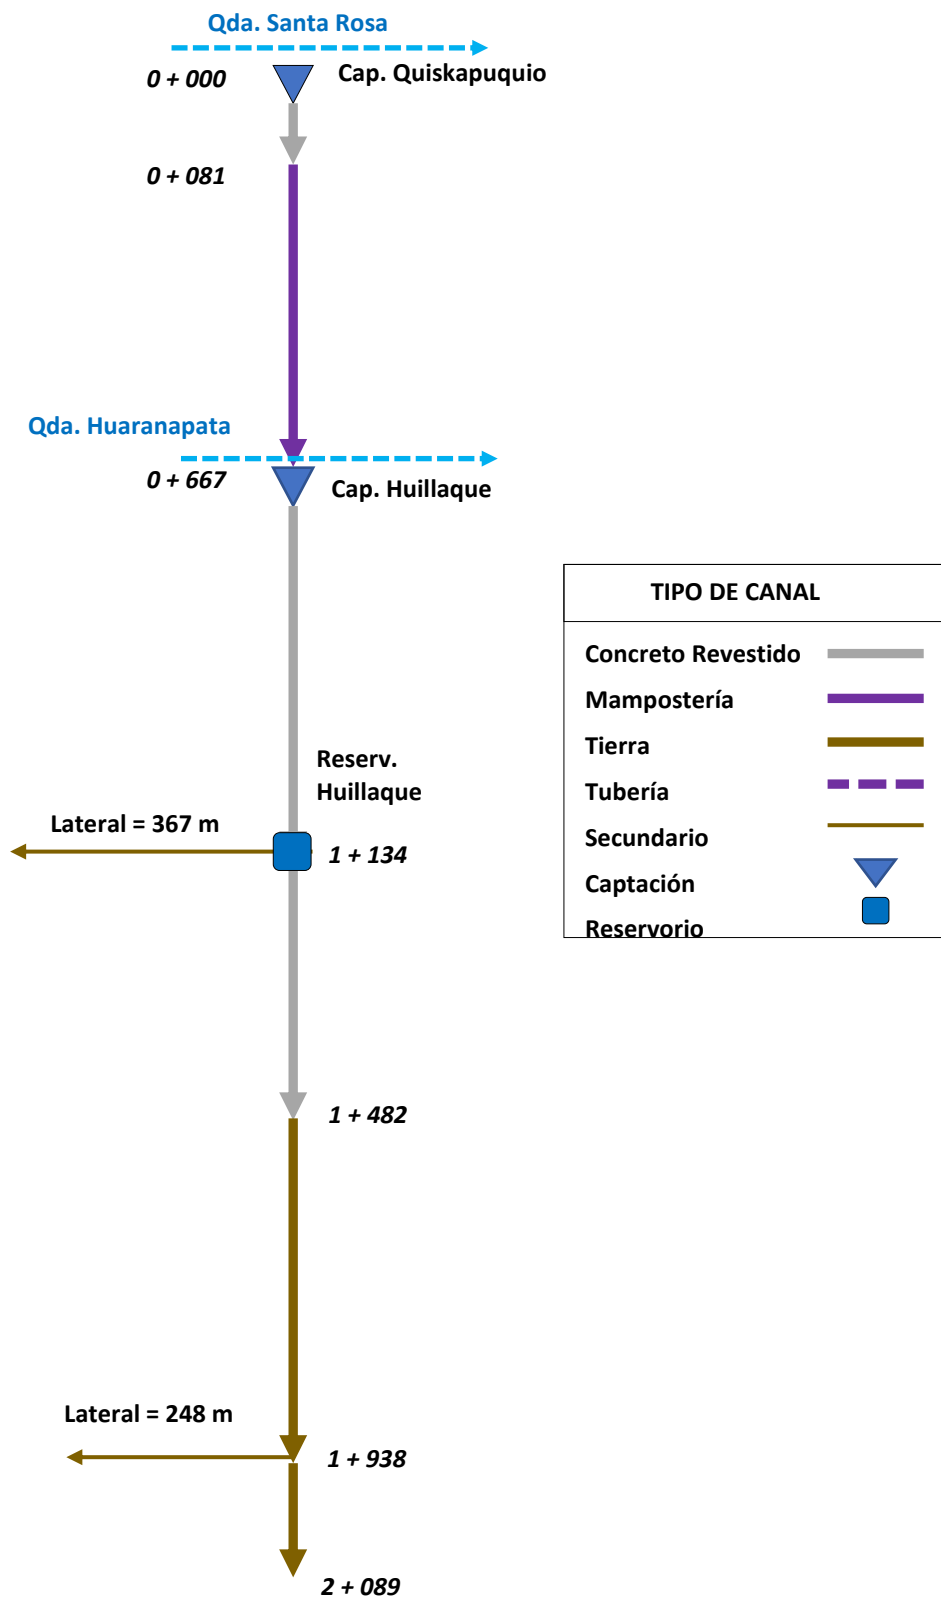 Qda. Santa Rosa
0 + 000
Cap. Quiskapuquio
0 + 081
Qda. Huaranapata
0 + 667
Cap. Huillaque
TIPO DE CANAL
Concreto Revestido
Mampostería
Tierra
Tubería
Secundario
Captación
Reservorio
Reserv.
Huillaque
Lateral = 367 m
1 + 134
1 + 482
Lateral = 248 m
1 + 938
2 + 089